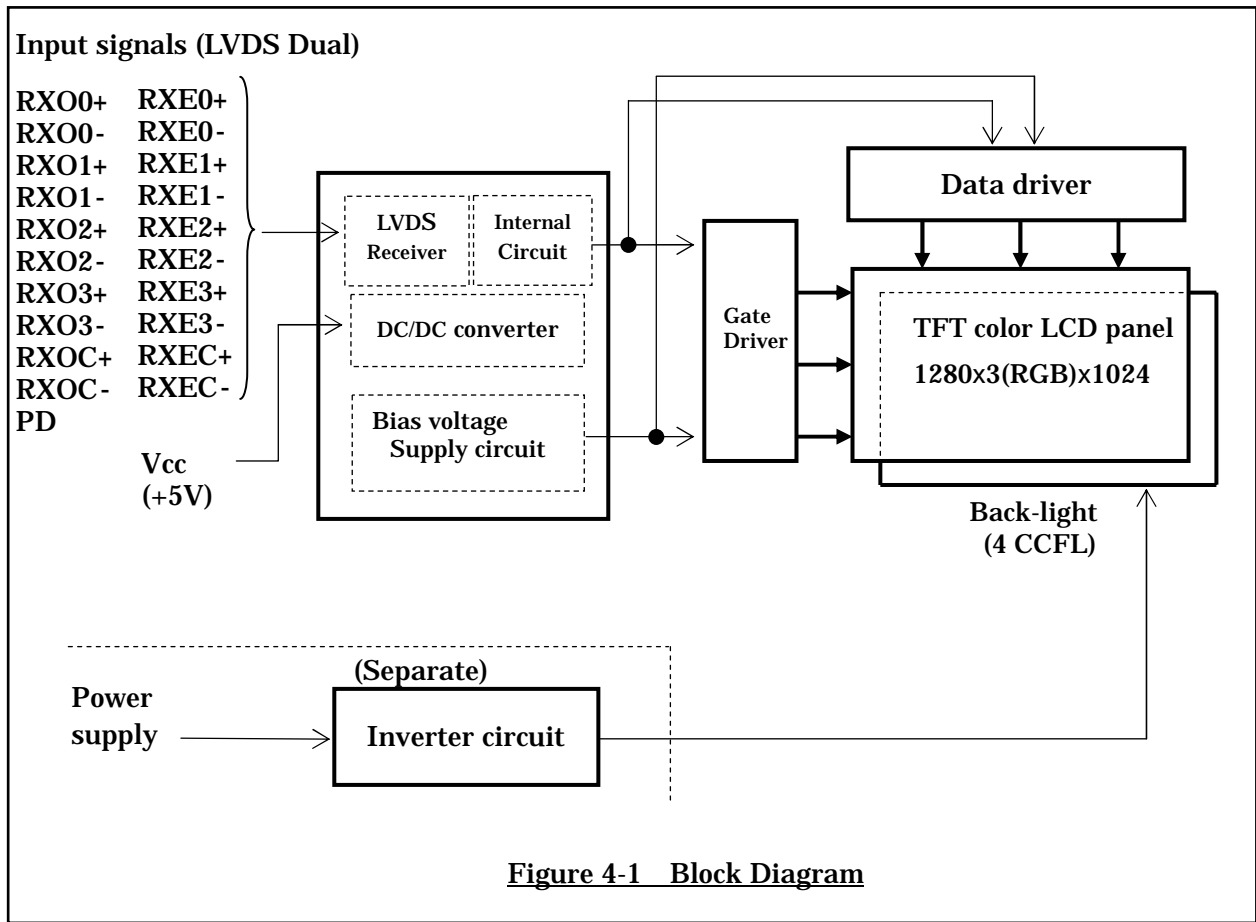 Input signals (LVDS Dual)
RXO0+ RXE0+
RXO0- RXE0-
RXO1+ RXE1+
RXO1- RXE1-
RXO2+ RXE2+
RXO2- RXE2-
RXO3+ RXE3+
RXO3- RXE3-
RXOC+ RXEC+
RXOC- RXEC-
PD
Vcc
(+5V)
LVDS
Receiver
Internal
Circuit
DC/DC converter
Bias voltage
Supply circuit
Gate
Driver
Data driver
TFT color LCD panel
1280x3(RGB)x1024
Back-light
(4 CCFL)
(Separate)
Power
supply
Inverter circuit
Figure 4-1 Block Diagram